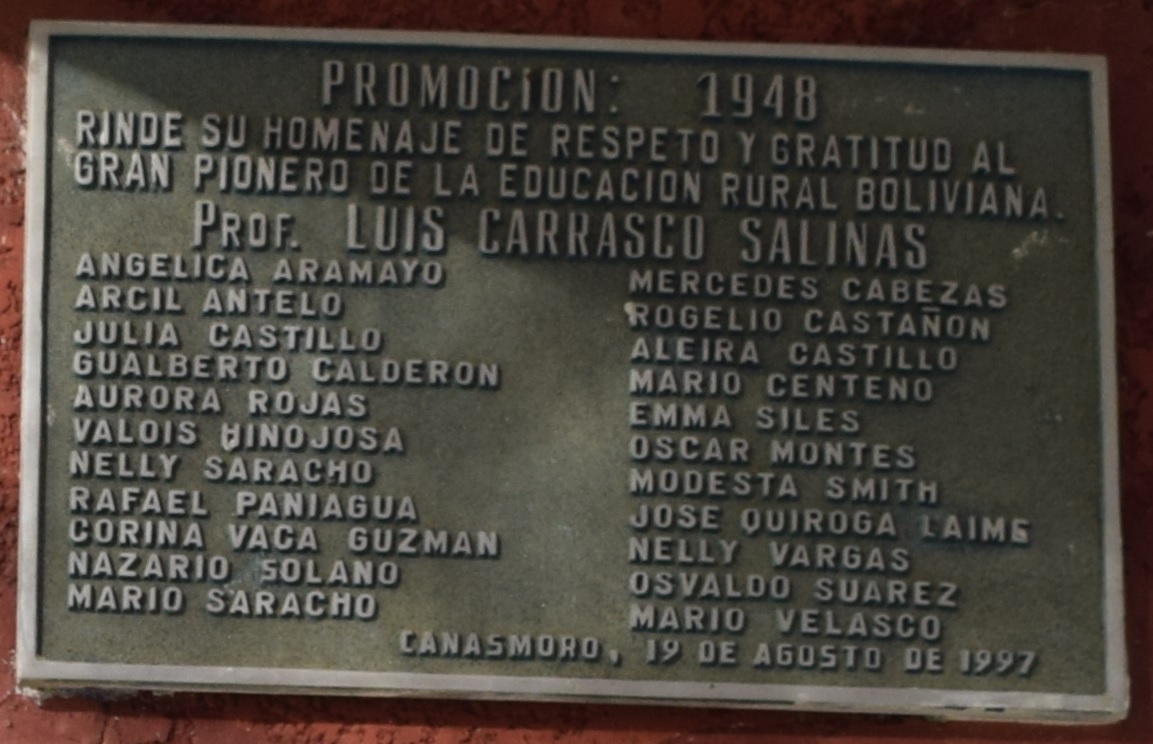 PROMOCION: 1948
RINDE SU HOMENAJE DE RESPETO Y GRATITUD AL
GRAN PIONERO DE LA EDUCACION RURAL BOLIVIANA.
PROF. LUIS CARRASCO SALINAS
ANGELICA ARAMAYO
ARCIL ANTELO
JULIA CASTILLO
GUALBERTO CALDERON
AURORA ROJAS
VALOIS HINOJOSA
NELLY SARACHO
RAFAEL PANIAGUA
CORINA VACA GUZMAN
NAZARIO SOLANO
MARIO SARACHO
MERCEDES CABEZAS
ROGELIO CASTAÑON
ALEIRA CASTILLO
MARIO CENTENO
EMMA SILES
OSCAR MONTES
MODESTA SMITH
JOSE QUIROGA LAIME
NELLY VARGAS
OSVALDO SUAREZ
MARIO VELASCO
CANASMORO, 19 DE AGOSTO DE 1997